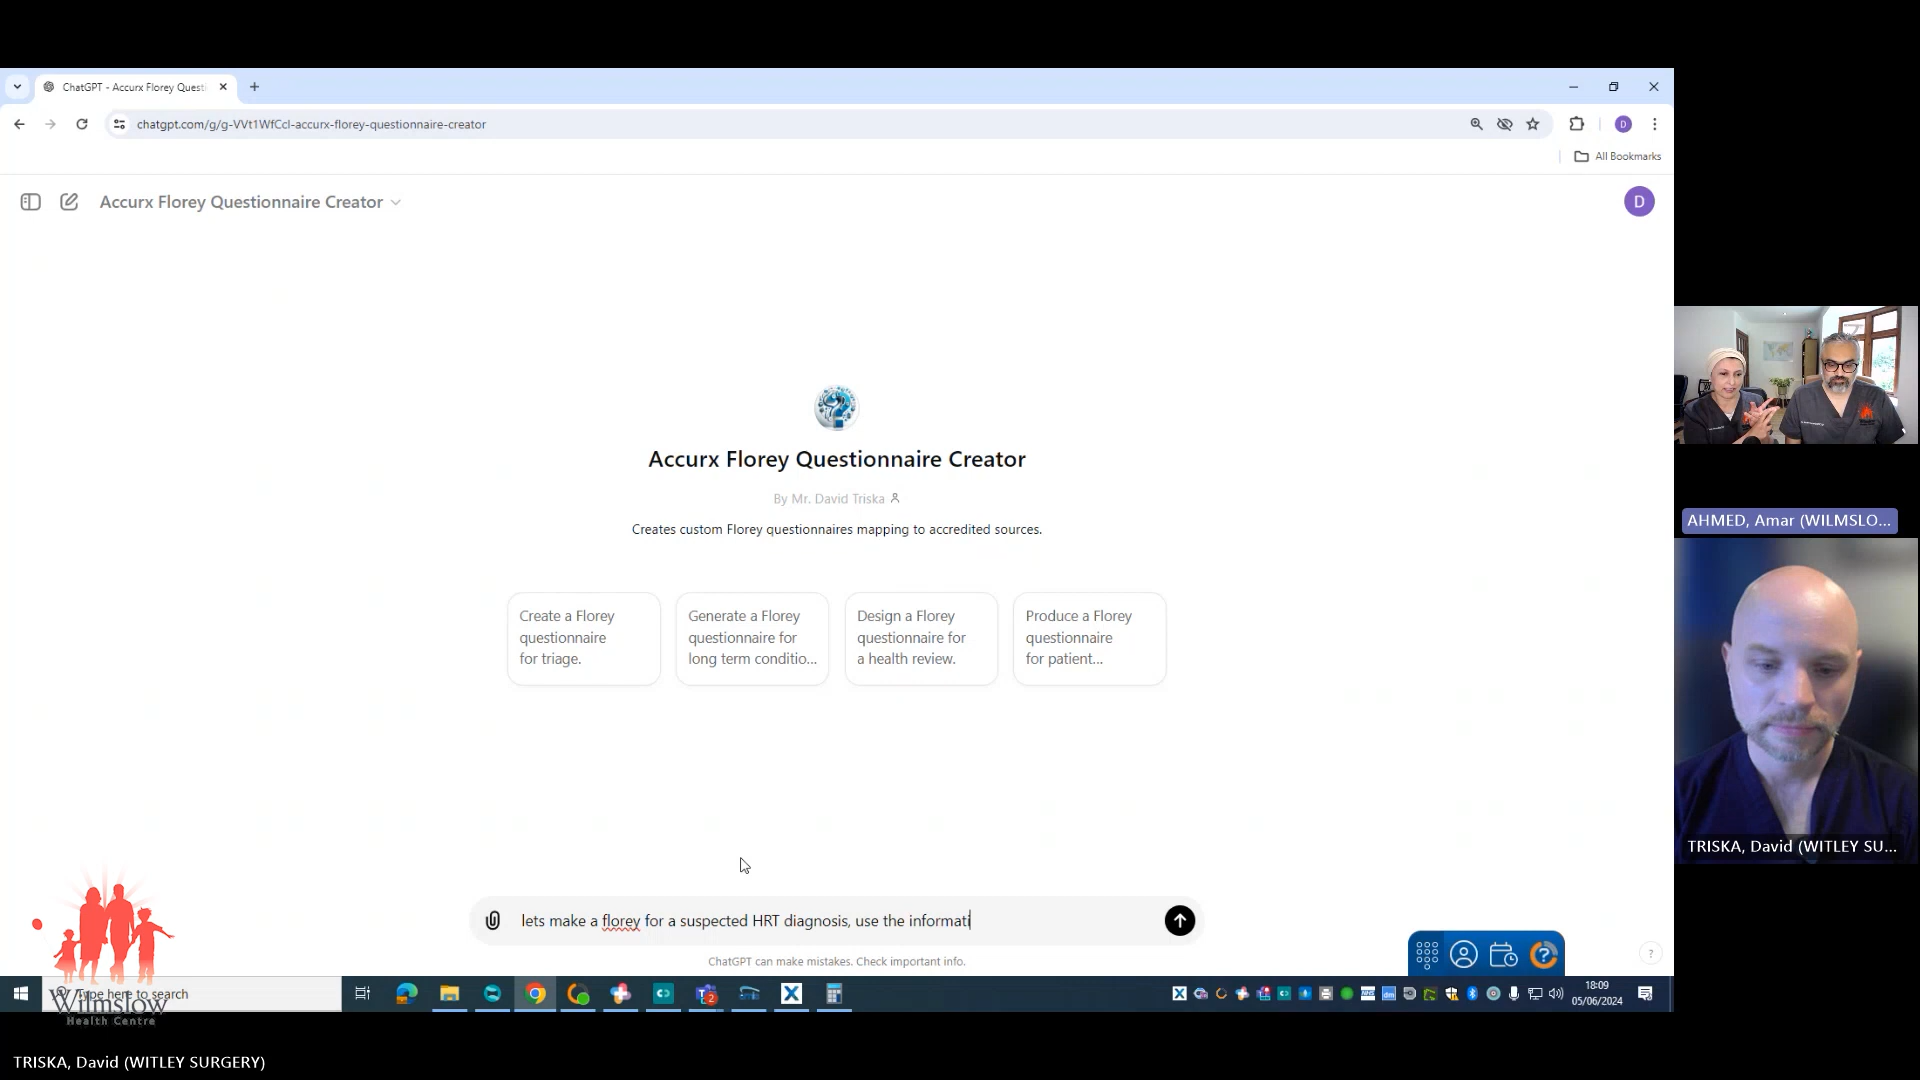 ChatGPT - Accurx Florey Questi
chatgpt.com/g/g-VVt1WfCcl-accurx-florey-questionnaire-creator
D
All Bookmarks
Accurx Florey Questionnaire Creator
D
Accurx Florey Questionnaire Creator
By Mr. David Triska
Creates custom Florey questionnaires mapping to accredited sources.
Create a Florey
questionnaire
for triage.
Generate a Florey
questionnaire for
long term conditio...
Design a Florey
questionnaire for
a health review.
Produce a Florey
questionnaire
for patient...
AHMED, Amar (WILMSLO...
TRISKA, David (WITLEY SU...
lets make a florey for a suspected HRT diagnosis, use the informati
ChatGPT can make mistakes. Check important info.
?
Type here to search
18:09
05/06/2024
Wilmslow
Health Centre
TRISKA, David (WITLEY SURGERY)